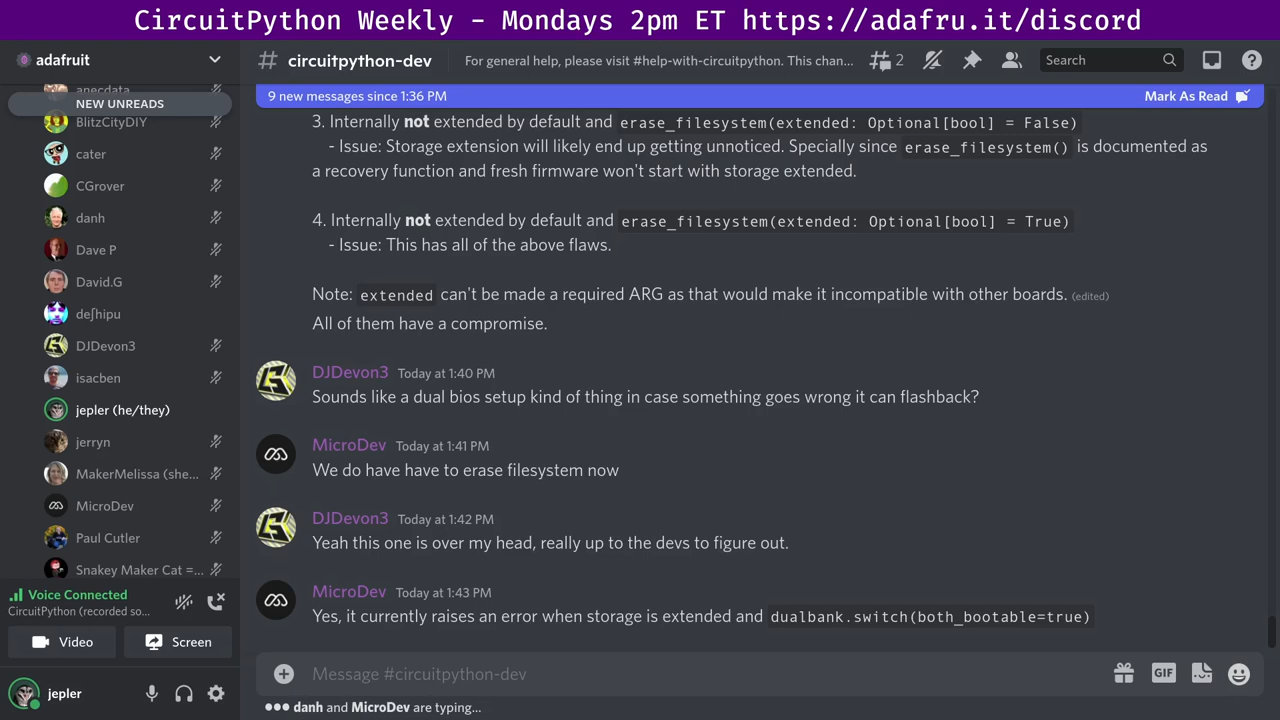 CircuitPython Weekly - Mondays 2pm ET https://adafru.it/discord
adafruit
anecdata
NEW UNREADS
BlitzCityDIY
cater
CGrover
danh
Dave P
David.G
deʃhipu
DJDevon3
isacben
jepler (he/they)
jerryn
MakerMelissa (she...
MicroDev
Paul Cutler
Snakey Maker Cat =...
Voice Connected
CircuitPython (recorded so...
Video
Screen
jepler
# circuitpython-dev
For general help, please visit #help-with-circuitpython. This chan...
2
Search
9 new messages since 1:36 PM
Mark As Read
3. Internally not extended by default and erase_filesystem(extended: Optional[bool] = False)
- Issue: Storage extension will likely end up getting unnoticed. Specially since erase_filesystem() is documented as
a recovery function and fresh firmware won't start with storage extended.
4. Internally not extended by default and erase_filesystem(extended: Optional[bool] = True)
- Issue: This has all of the above flaws.
Note: extended can't be made a required ARG as that would make it incompatible with other boards. (edited)
All of them have a compromise.
DJDevon3 Today at 1:40 PM
Sounds like a dual bios setup kind of thing in case something goes wrong it can flashback?
MicroDev Today at 1:41 PM
We do have have to erase filesystem now
DJDevon3 Today at 1:42 PM
Yeah this one is over my head, really up to the devs to figure out.
MicroDev Today at 1:43 PM
Yes, it currently raises an error when storage is extended and dualbank.switch(both_bootable=true)
Message #circuitpython-dev
GIF
danh and MicroDev are typing...